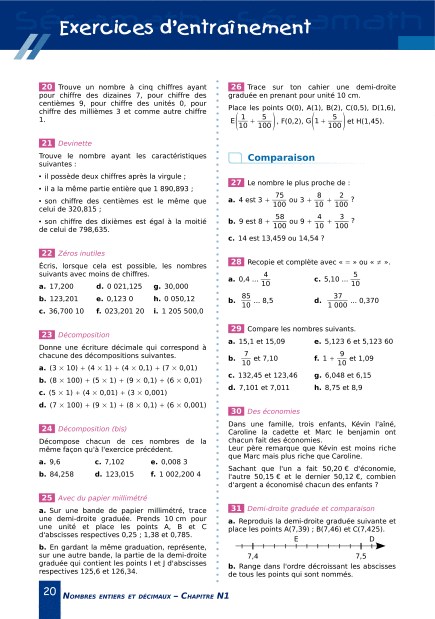 Exercices d'entraînement
20 Trouve un nombre à cinq chiffres ayant
pour chiffre des dizaines 7, pour chiffre des
centièmes 9, pour chiffre des unités 0, pour
chiffre des millièmes 3 et comme autre chiffre
1.
21 Devinette
Trouve le nombre ayant les caractéristiques
suivantes :
• il possède deux chiffres après la virgule ;
• il a la même partie entière que 1 890,893 ;
• son chiffre des centièmes est le même que
celui de 320,815 ;
• son chiffre des dixièmes est égal à la moitié
de celui de 798,635.
22 Zéros inutiles
Écris, lorsque cela est possible, les nombres
suivants avec moins de chiffres.
a. 17,200 d. 0 021,125 g. 30,000
b. 123,201 e. 0,123 0 h. 0 050,12
c. 36,700 10 f. 023,201 20 i. 1 205 500,0
23 Décomposition
Donne une écriture décimale qui correspond à
chacune des décompositions suivantes.
a. (3 × 10) + (4 × 1) + (4 × 0,1) + (7 × 0,01)
b. (8 × 100) + (5 × 1) + (9 × 0,1) + (6 × 0,01)
c. (5 × 1) + (4 × 0,01) + (3 × 0,001)
d. (7 × 100) + (9 × 1) + (8 × 0,1) + (6 × 0,001)
24 Décomposition (bis)
Décompose chacun de ces nombres de la
même façon qu'à l'exercice précédent.
a. 9,6 c. 7,102 e. 0,008 3
b. 84,258 d. 123,015 f. 1 002,200 4
25 Avec du papier millimétré
a. Sur une bande de papier millimétré, trace
une demi-droite graduée. Prends 10 cm pour
une unité et place les points A, B et C
d'abscisses respectives 0,25 ; 1,38 et 0,785.
b. En gardant la même graduation, représente,
sur une autre bande, la partie de la demi-droite
graduée qui contient les points I et J d'abscisses
respectives 125,6 et 126,34.
26 Trace sur ton cahier une demi-droite
graduée en prenant pour unité 10 cm.
Place les points O(0), A(1), B(2), C(0,5), D(1,6),
E(1/10 + 5/100), F(0,2), G(1 + 5/100) et H(1,45).
Comparaison
27 Le nombre le plus proche de :
a. 4 est 3 + 75/100 ou 3 + 8/10 + 2/100 ?
b. 9 est 8 + 58/100 ou 9 + 4/10 + 3/100 ?
c. 14 est 13,459 ou 14,54 ?
28 Recopie et complète avec « = » ou « ≠ ».
a. 0,4 ... 4/10 c. 5,10 ... 5/10
b. 85/10 ... 8,5 d. 37/1 000 ... 0,370
29 Compare les nombres suivants.
a. 15,1 et 15,09 e. 5,123 6 et 5,123 60
b. 7/10 et 7,10 f. 1 + 9/10 et 1,09
c. 132,45 et 123,46 g. 6,048 et 6,15
d. 7,101 et 7,011 h. 8,75 et 8,9
30 Des économies
Dans une famille, trois enfants, Kévin l'aîné,
Caroline la cadette et Marc le benjamin ont
chacun fait des économies.
Leur père remarque que Kévin est moins riche
que Marc mais plus riche que Caroline.
Sachant que l'un a fait 50,20 € d'économie,
l'autre 50,15 € et le dernier 50,12 €, combien
d'argent a économisé chacun des enfants ?
31 Demi-droite graduée et comparaison
a. Reproduis la demi-droite graduée suivante et
place les points A(7,39) ; B(7,46) et C(7,425).
E D
7,4 7,5
b. Range dans l'ordre décroissant les abscisses
de tous les points qui sont nommés.
20 NOMBRES ENTIERS ET DÉCIMAUX – CHAPITRE N1